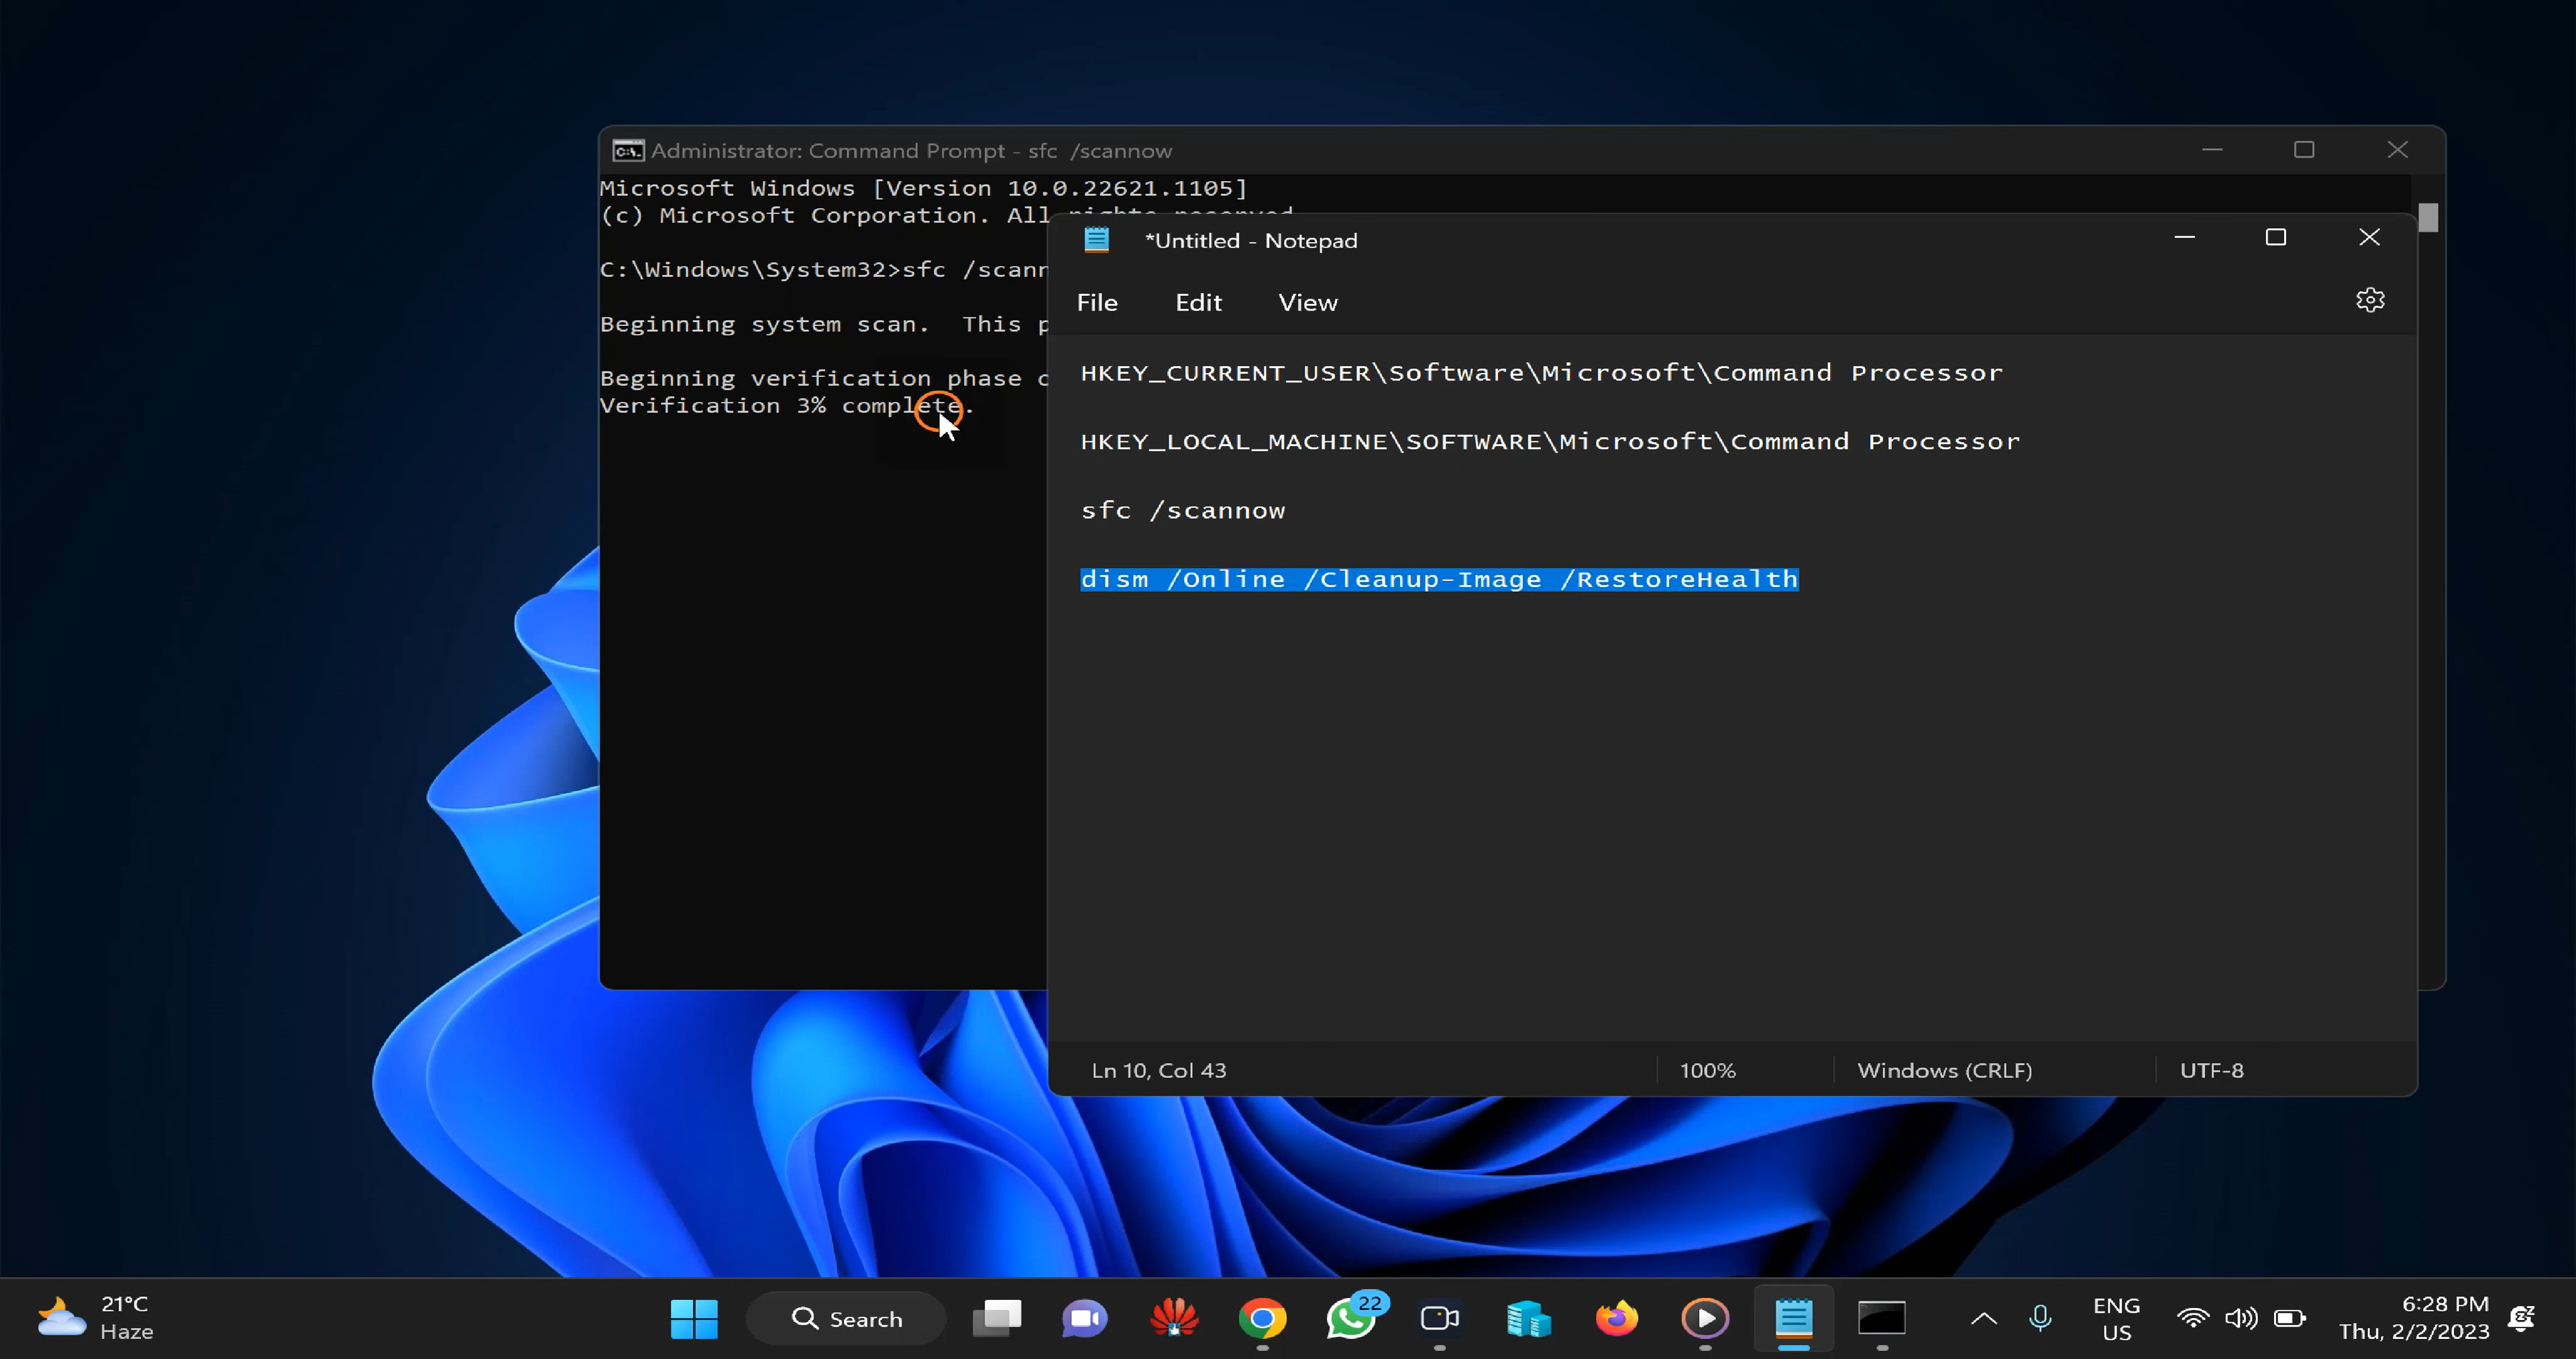 Administrator: Command Prompt - sfc /scannow
Microsoft Windows [Version 10.0.22621.1105]
(c) Microsoft Corporation. All rights reserved
C:\Windows\System32>sfc /scann
Beginning system scan. This p
Beginning verification phase
Verification 3% complete.
*Untitled - Notepad
File Edit View
HKEY_CURRENT_USER\Software\Microsoft\Command Processor
HKEY_LOCAL_MACHINE\SOFTWARE\Microsoft\Command Processor
sfc /scannow
dism /Online /Cleanup-Image /RestoreHealth
Ln 10, Col 43 100% Windows (CRLF) UTF-8
21°C
Haze
Search
22
ENG
US
6:28 PM
Thu, 2/2/2023